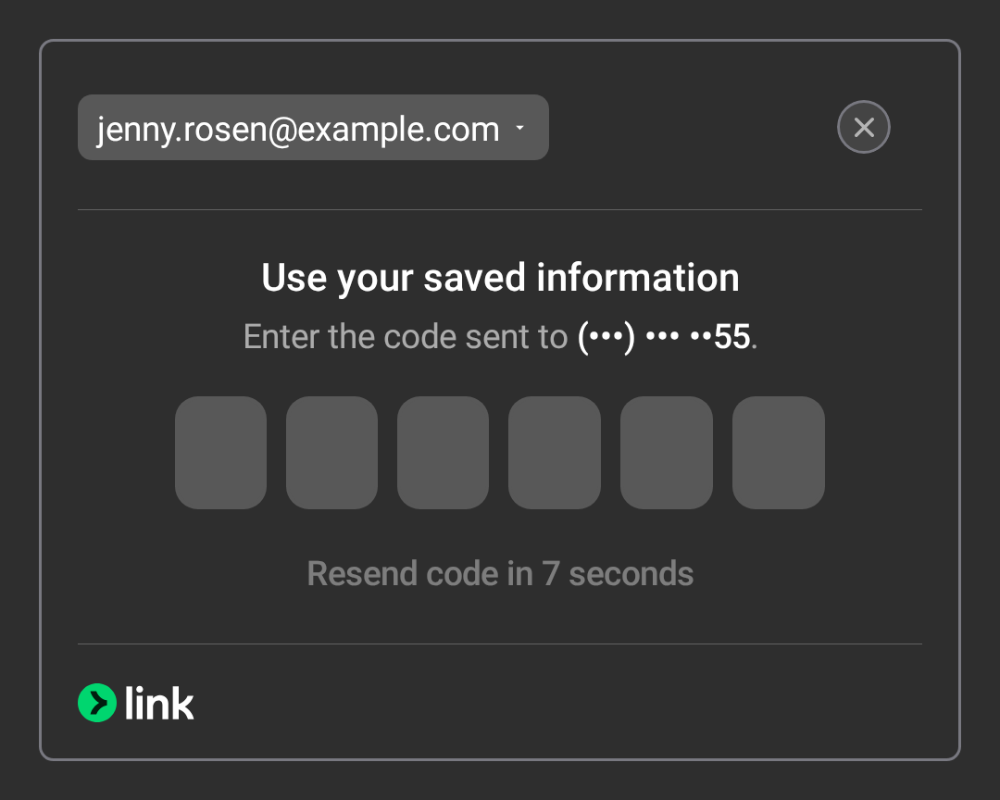 jenny.rosen@example.com
Use your saved information
Enter the code sent to (•••) ••• ••55.
Resend code in 7 seconds
link